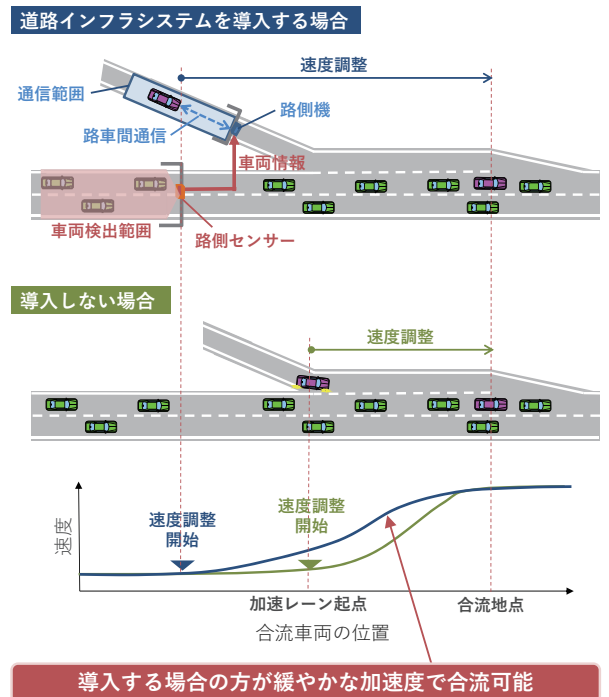 道路インフラシステムを導入する場合
速度調整
通信範囲
路側機
路車間通信
車両情報
車両検出範囲
路側センサー
導入しない場合
速度調整
速度
速度調整
開始
速度調整
開始
加速レーン起点
合流地点
合流車両の位置
導入する場合の方が緩やかな加速度で合流可能